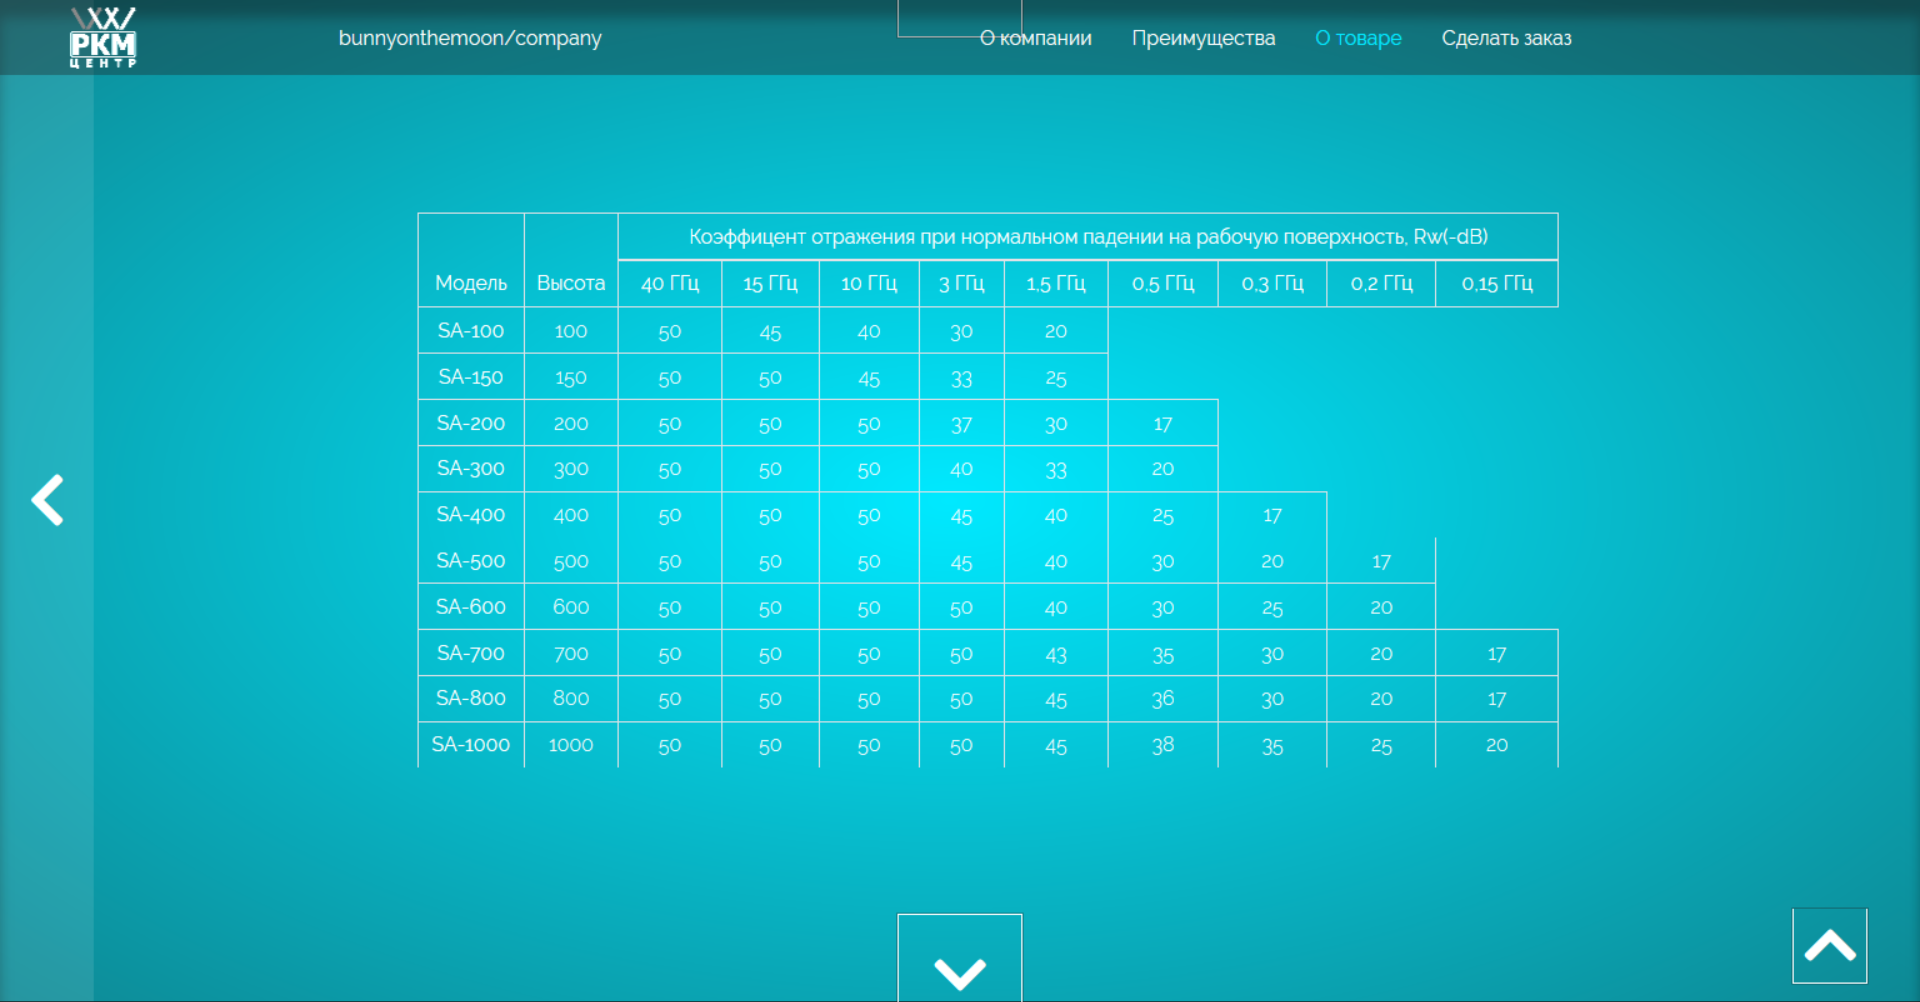 РКМ
ЦЕНТР
bunnyonthemoon/company
О компании Преимущества О товаре Сделать заказ
Коэффицент отражения при нормальном падении на рабочую поверхность, Rw(-dB)
Модель Высота 40 ГГц 15 ГГц 10 ГГц 3 ГГц 1,5 ГГц 0,5 ГГц 0,3 ГГц 0,2 ГГц 0,15 ГГц
SA-100 100 50 45 40 30 20
SA-150 150 50 50 45 33 25
SA-200 200 50 50 50 37 30 17
SA-300 300 50 50 50 40 33 20
SA-400 400 50 50 50 45 40 25 17
SA-500 500 50 50 50 45 40 30 20 17
SA-600 600 50 50 50 50 40 30 25 20
SA-700 700 50 50 50 50 43 35 30 20 17
SA-800 800 50 50 50 50 45 36 30 20 17
SA-1000 1000 50 50 50 50 45 38 35 25 20